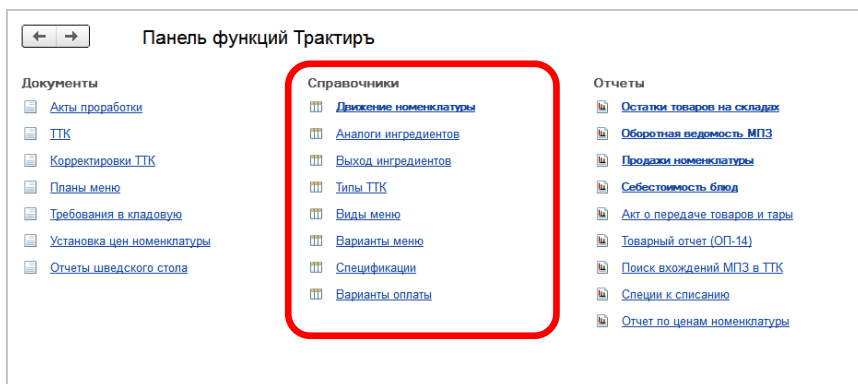 Панель функций Трактиръ
Документы
Акты проработки
ТТК
Корректировки ТТК
Планы меню
Требования в кладовую
Установка цен номенклатуры
Отчеты шведского стола
Справочники
Движение номенклатуры
Аналоги ингредиентов
Выход ингредиентов
Типы ТТК
Виды меню
Варианты меню
Спецификации
Варианты оплаты
Отчеты
Остатки товаров на складах
Оборотная ведомость МПЗ
Продажи номенклатуры
Себестоимость блюд
Акт о передаче товаров и тары
Товарный отчет (ОП-14)
Поиск вхождений МПЗ в ТТК
Специи к списанию
Отчет по ценам номенклатуры